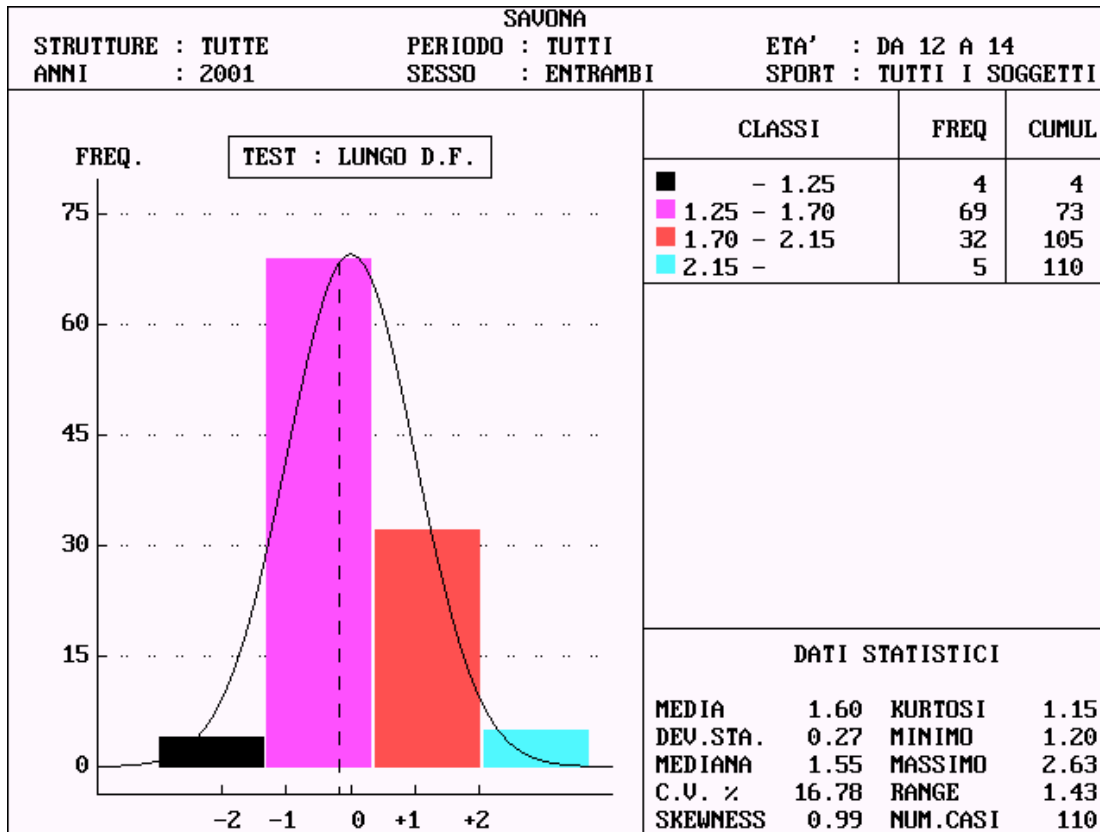 SAVONA
STRUTTURE : TUTTE PERIODO : TUTTI ETA' : DA 12 A 14
ANNI : 2001 SESSO : ENTRAMBI SPORT : TUTTI I SOGGETTI
FREQ.
TEST : LUNGO D.F.
75
60
45
30
15
0
-2 -1 0 +1 +2
CLASSI FREQ CUMUL
- 1.25 4 4
1.25 - 1.70 69 73
1.70 - 2.15 32 105
2.15 - 5 110
DATI STATISTICI
MEDIA 1.60 KURTOSI 1.15
DEV.STA. 0.27 MINIMO 1.20
MEDIANA 1.55 MASSIMO 2.63
C.V. % 16.78 RANGE 1.43
SKEWNESS 0.99 NUM.CASI 110